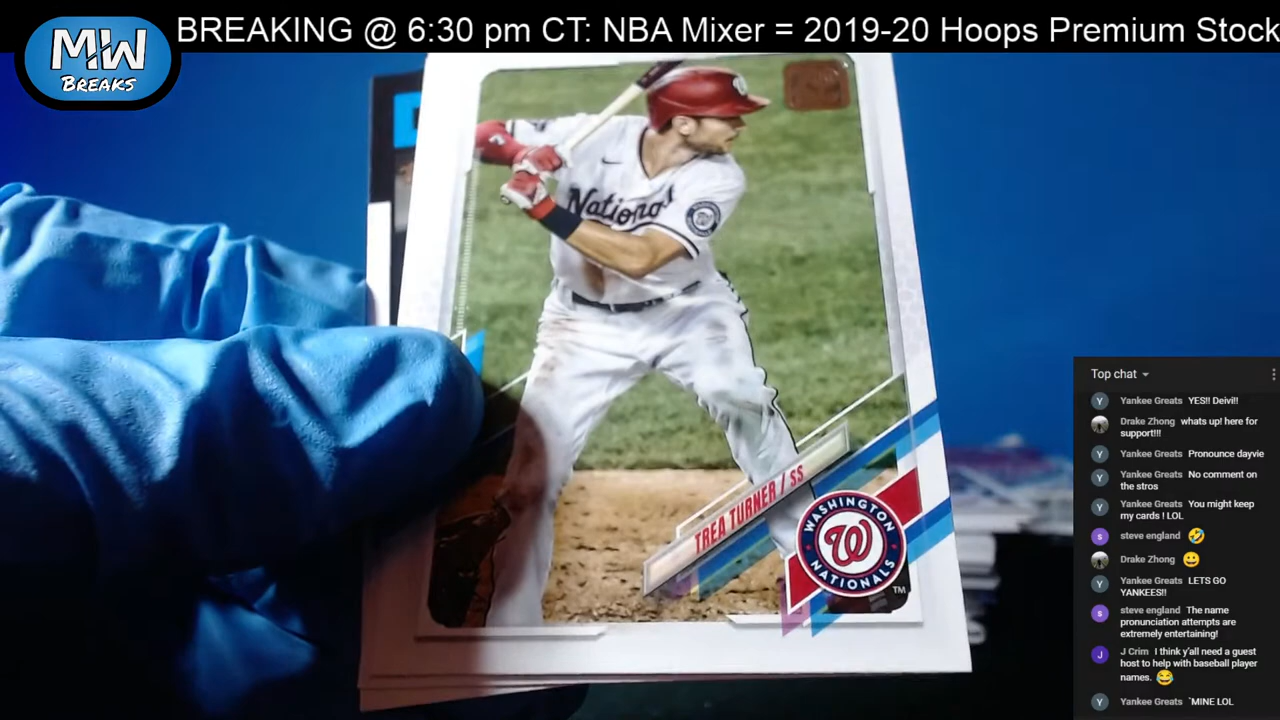 BREAKING @ 6:30 pm CT: NBA Mixer = 2019-20 Hoops Premium Stock
MW
BREAKS
W
7
Nationals
TREA TURNER / SS
WASHINGTON
W
NATIONALS
TM
Top chat
Y Yankee Greats YES!! Deivi!!
Drake Zhong whats up! here for
support!!!
Y Yankee Greats Pronounce dayvie
Y Yankee Greats No comment on
the stros
Y Yankee Greats You might keep
my cards ! LOL
s steve england 🤣
Drake Zhong 😀
Y Yankee Greats LETS GO
YANKEES!!
s steve england The name
pronunciation attempts are
extremely entertaining!
J J Crim I think y'all need a guest
host to help with baseball player
names. 😂
Y Yankee Greats `MINE LOL